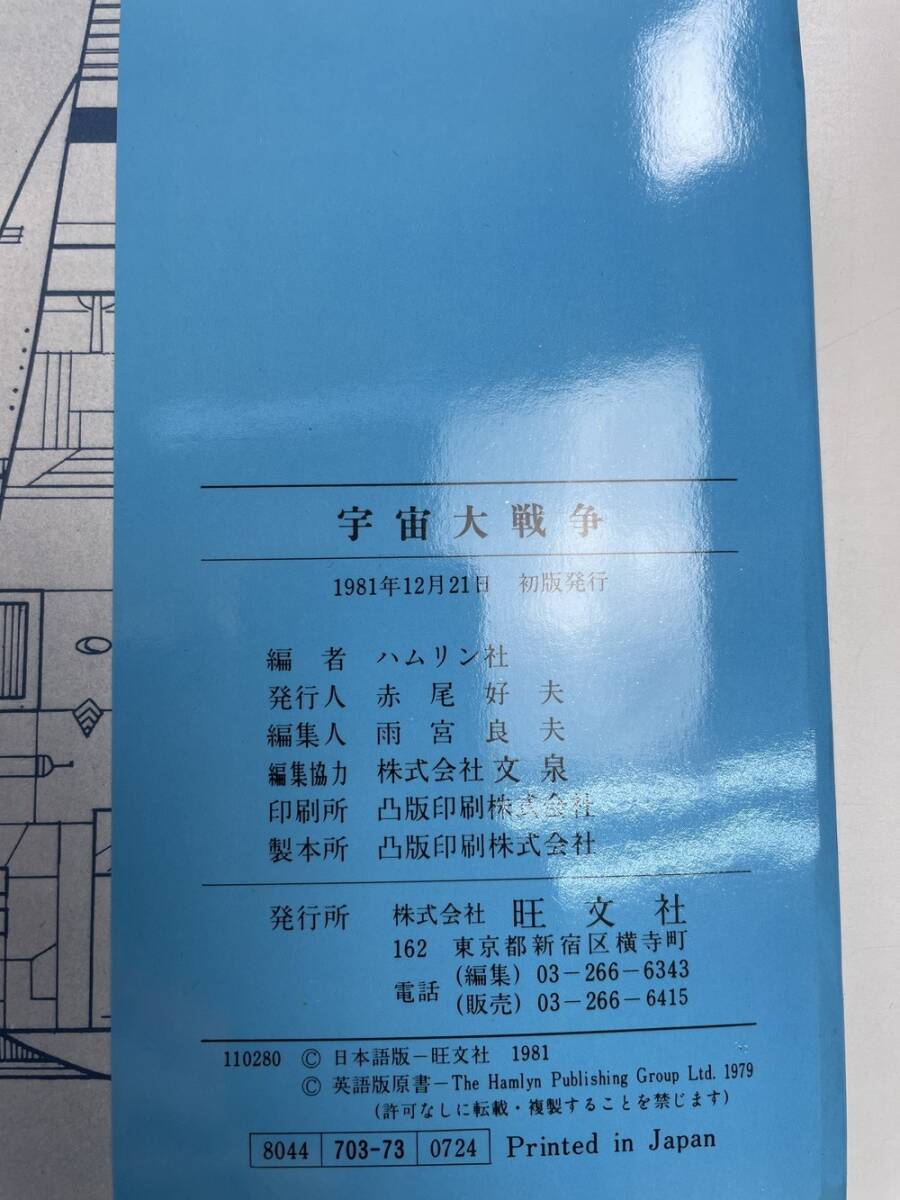 宇宙大戦争
1981年12月21日 初版発行
編者 ハムリン社
発行人 赤尾好夫
編集人 雨宮良夫
編集協力 株式会社文泉
印刷所 凸版印刷株式会社
製本所 凸版印刷株式会社
発行所 株式会社 旺文社
162 東京都新宿区横寺町
電話 (編集) 03-266-6343
(販売) 03-266-6415
110280 © 日本語版-旺文社 1981
© 英語版原書-The Hamlyn Publishing Group Ltd. 1979
(許可なしに転載・複製することを禁じます)
8044 703-73 0724 Printed in Japan